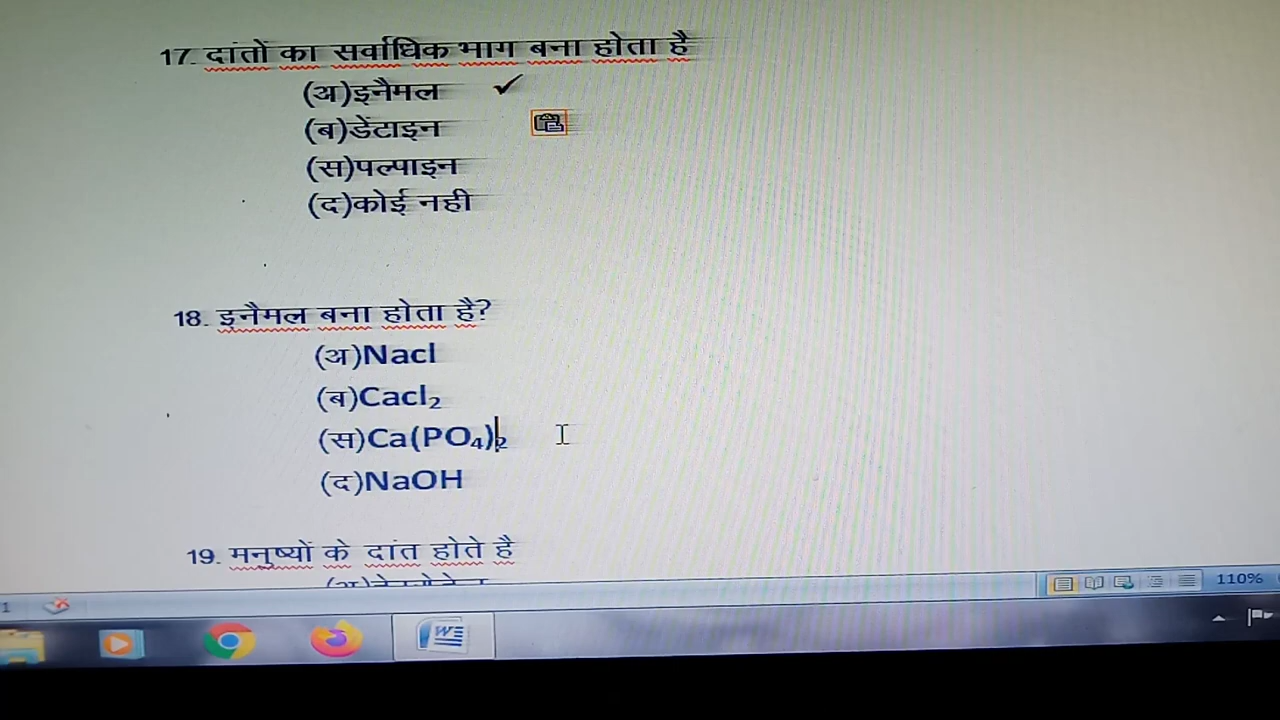 17. दांतों का सर्वाधिक भाग बना होता है
(अ)इनैमल ✓
(ब)डेंटाइन
(स)पल्पाइन
(द)कोई नही
18. इनैमल बना होता है?
(अ)Nacl
(ब)Cacl₂
(स)Ca(PO₄)₂
(द)NaOH
19. मनुष्यों के दांत होते है
1
110%